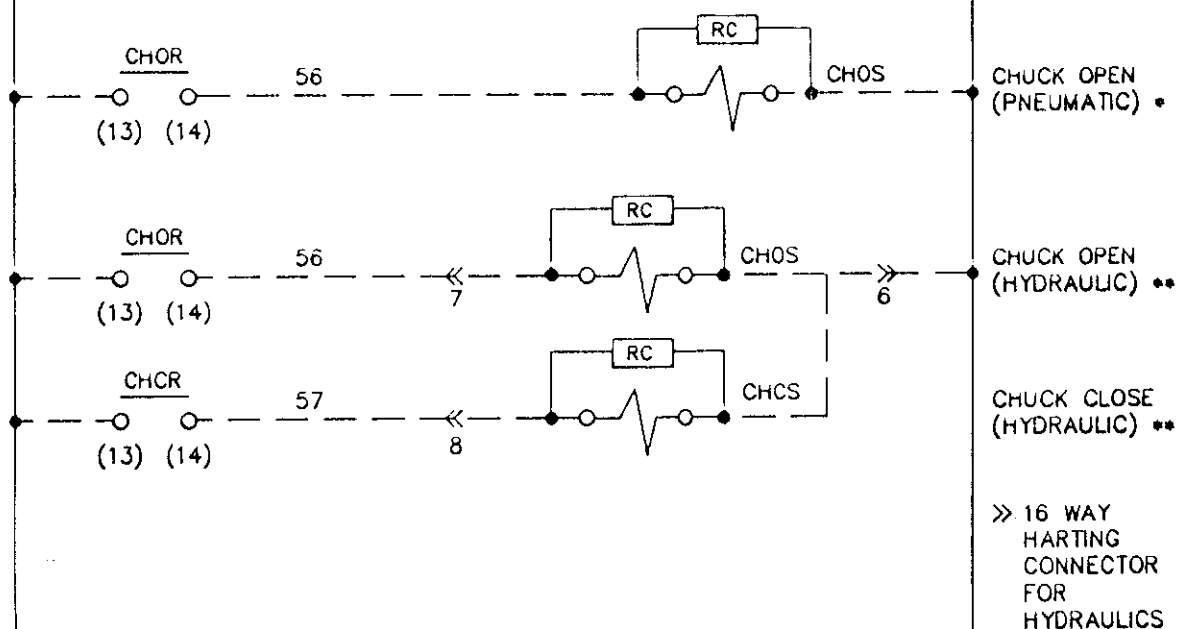 RC
CHOR 56 CHOS CHUCK OPEN
(13) (14) (PNEUMATIC) *
RC
CHOR 56 CHOS CHUCK OPEN
(13) (14) 7 6 (HYDRAULIC) **
RC
CHCR 57 CHCS CHUCK CLOSE
(13) (14) 8 (HYDRAULIC) **
>> 16 WAY
HARTING
CONNECTOR
FOR
HYDRAULICS